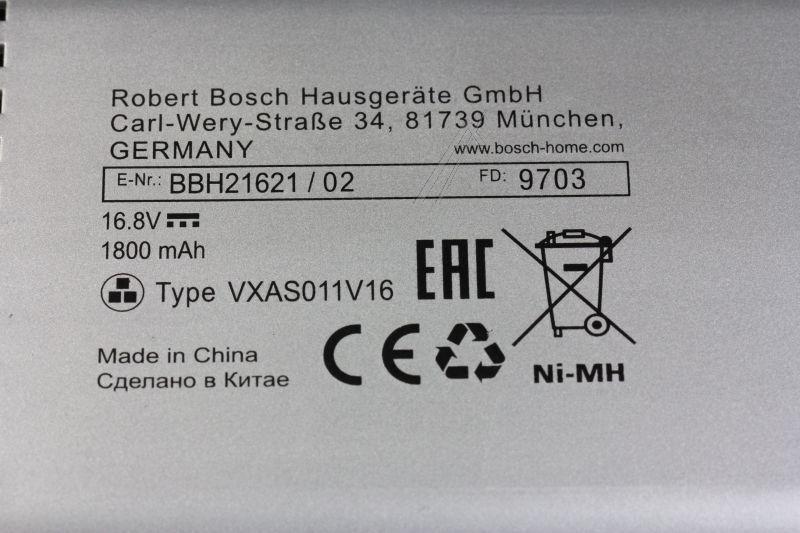 Robert Bosch Hausgeräte GmbH
Carl-Wery-Straße 34, 81739 München,
GERMANY www.bosch-home.com
E-Nr.: BBH21621 / 02 FD: 9703
16.8V
1800 mAh
Type VXAS011V16
EAC
CE
Made in China
Сделано в Китае
Ni-MH